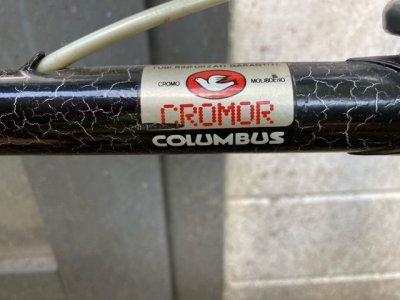 TUBI RINFORZATI GARANTITI
CROMO MOLIBDENO
CROMOR
COLUMBUS